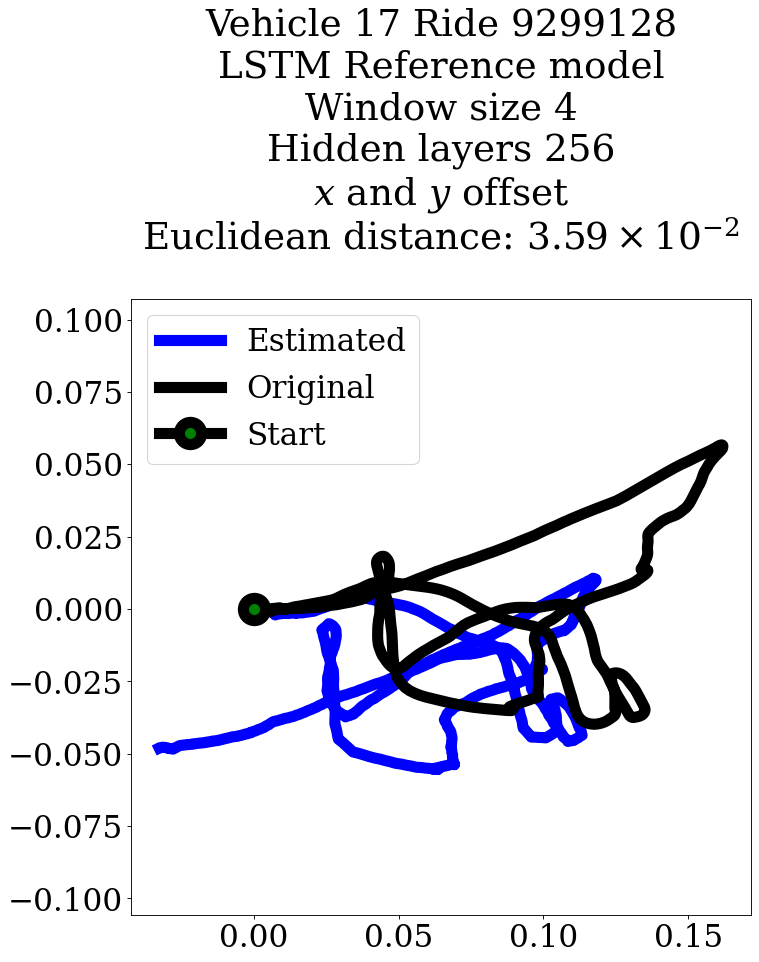 Vehicle 17 Ride 9299128
LSTM Reference model
Window size 4
Hidden layers 256
x and y offset
Euclidean distance: 3.59 × 10⁻²
Estimated
Original
Start
0.100
0.075
0.050
0.025
0.000
−0.025
−0.050
−0.075
−0.100
0.00 0.05 0.10 0.15